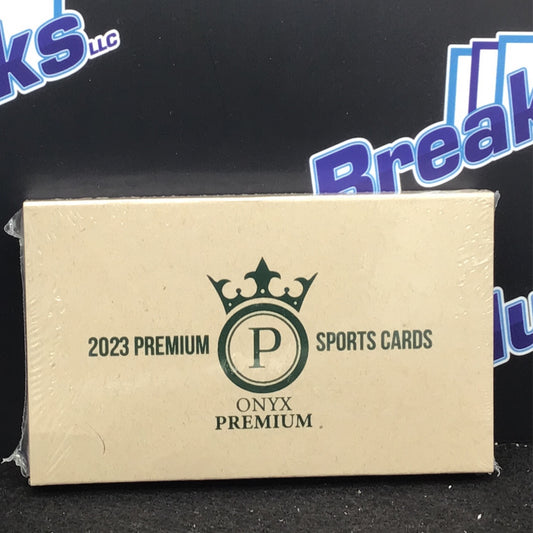 ks LLC
Break
2023 PREMIUM P SPORTS CARDS
ONYX
PREMIUM